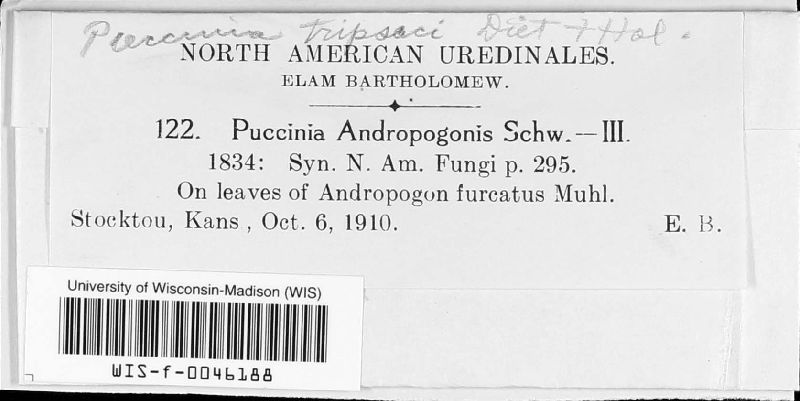 Puccinia tripsaci Diet & Hol.
NORTH AMERICAN UREDINALES.
ELAM BARTHOLOMEW.
122. Puccinia Andropogonis Schw.—III.
1834: Syn. N. Am. Fungi p. 295.
On leaves of Andropogon furcatus Muhl.
Stocktou, Kans , Oct. 6, 1910. E. B.
University of Wisconsin-Madison (WIS)
WIS-f-0046188